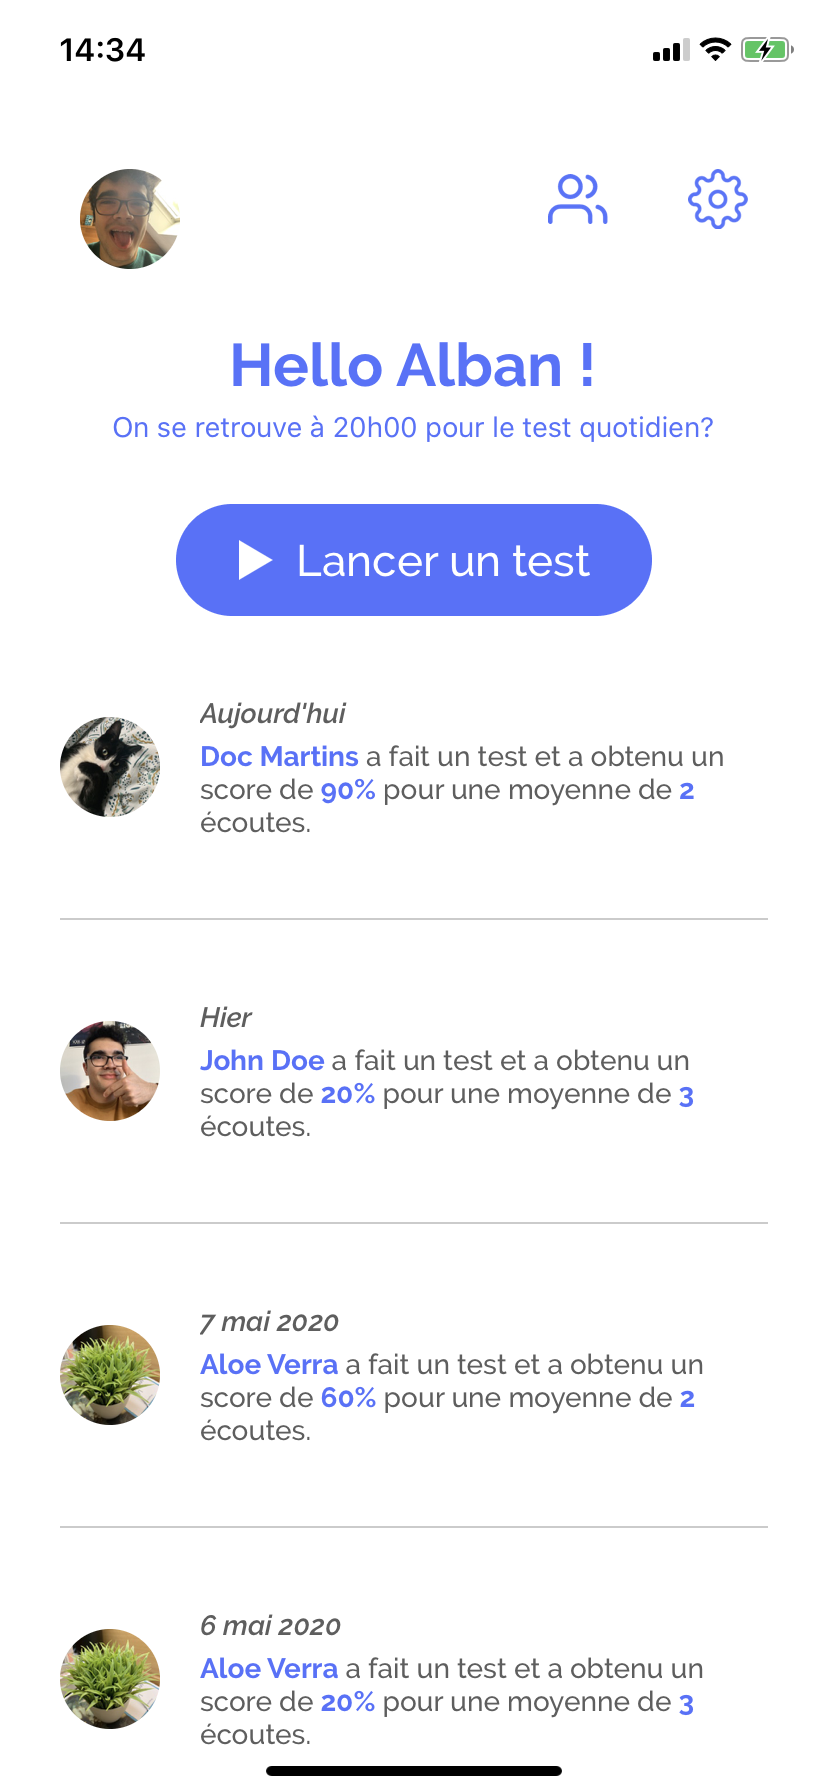 14:34
Hello Alban !
On se retrouve à 20h00 pour le test quotidien?
Lancer un test
Aujourd'hui
Doc Martins a fait un test et a obtenu un
score de 90% pour une moyenne de 2
écoutes.
Hier
John Doe a fait un test et a obtenu un
score de 20% pour une moyenne de 3
écoutes.
7 mai 2020
Aloe Verra a fait un test et a obtenu un
score de 60% pour une moyenne de 2
écoutes.
6 mai 2020
Aloe Verra a fait un test et a obtenu un
score de 20% pour une moyenne de 3
écoutes.